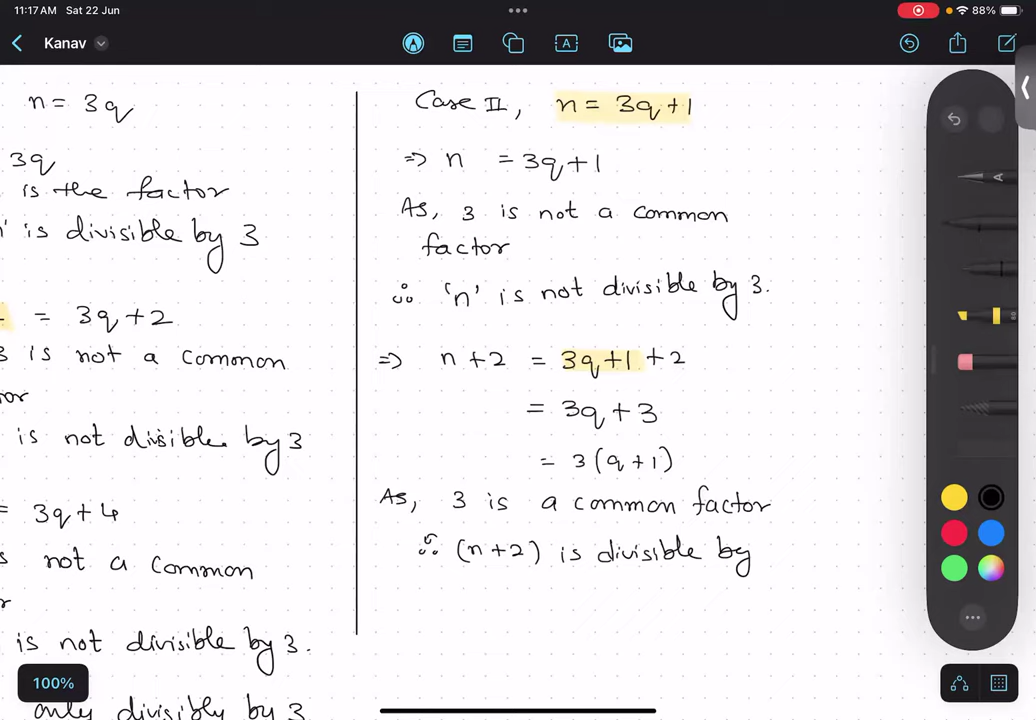 11:17 AM Sat 22 Jun
88%
Kanav
A
n = 3q
3q
is the factor
n' is divisible by 3
= 3q + 2
3 is not a common
is not divisible by 3
= 3q + 4
not a common
is not divisible by 3.
only divisibly by 3
Case II, n = 3q + 1
⇒ n = 3q + 1
As, 3 is not a common
factor
∴ 'n' is not divisible by 3.
⇒ n + 2 = 3q + 1 + 2
= 3q + 3
= 3(q + 1)
As, 3 is a common factor
∴ (n + 2) is divisible by
A
100%